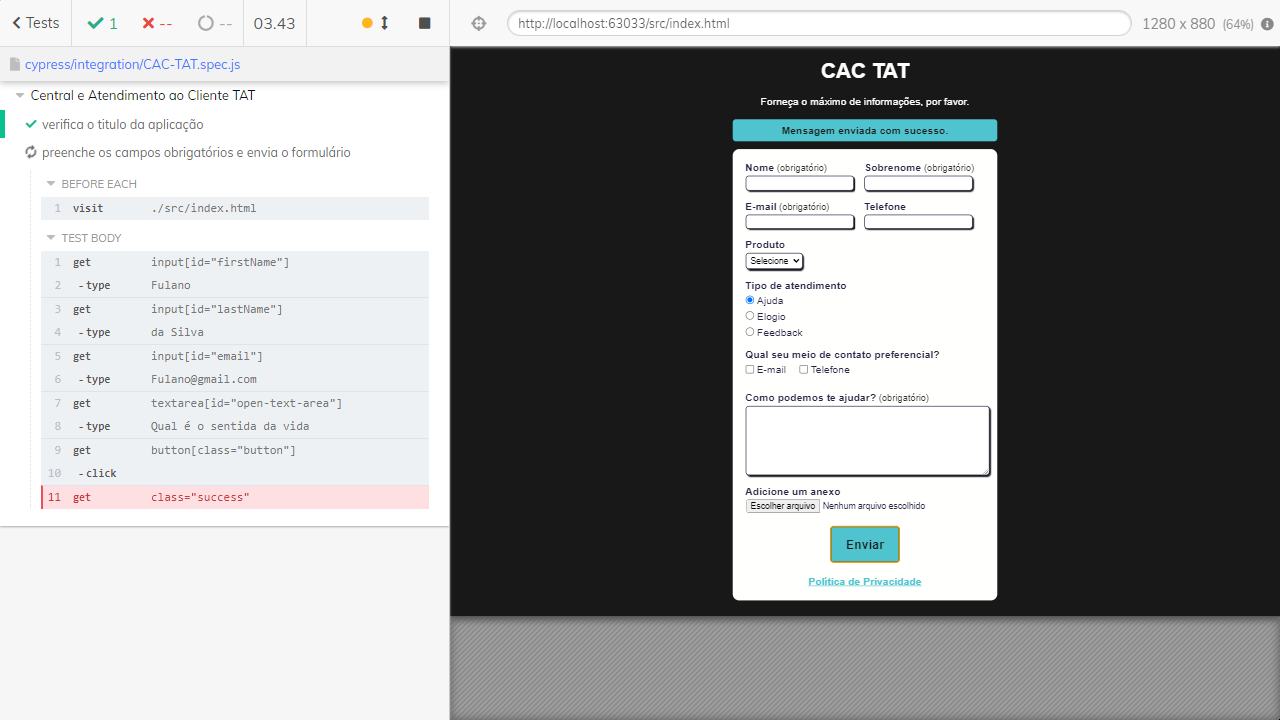 Tests
1
--
--
03.43
http://localhost:63033/src/index.html
1280 x 880 (64%)
cypress/integration/CAC-TAT.spec.js
Central e Atendimento ao Cliente TAT
verifica o titulo da aplicação
preenche os campos obrigatórios e envia o formulário
BEFORE EACH
1 visit ./src/index.html
TEST BODY
1 get input[id="firstName"]
2 -type Fulano
3 get input[id="lastName"]
4 -type da Silva
5 get input[id="email"]
6 -type Fulano@gmail.com
7 get textarea[id="open-text-area"]
8 -type Qual é o sentida da vida
9 get button[class="button"]
10 -click
11 get class="success"
CAC TAT
Forneça o máximo de informações, por favor.
Mensagem enviada com sucesso.
Nome (obrigatório) Sobrenome (obrigatório)
E-mail (obrigatório) Telefone
Produto
Selecione
Tipo de atendimento
Ajuda
Elogio
Feedback
Qual seu meio de contato preferencial?
E-mail Telefone
Como podemos te ajudar? (obrigatório)
Adicione um anexo
Escolher arquivo Nenhum arquivo escolhido
Enviar
Política de Privacidade